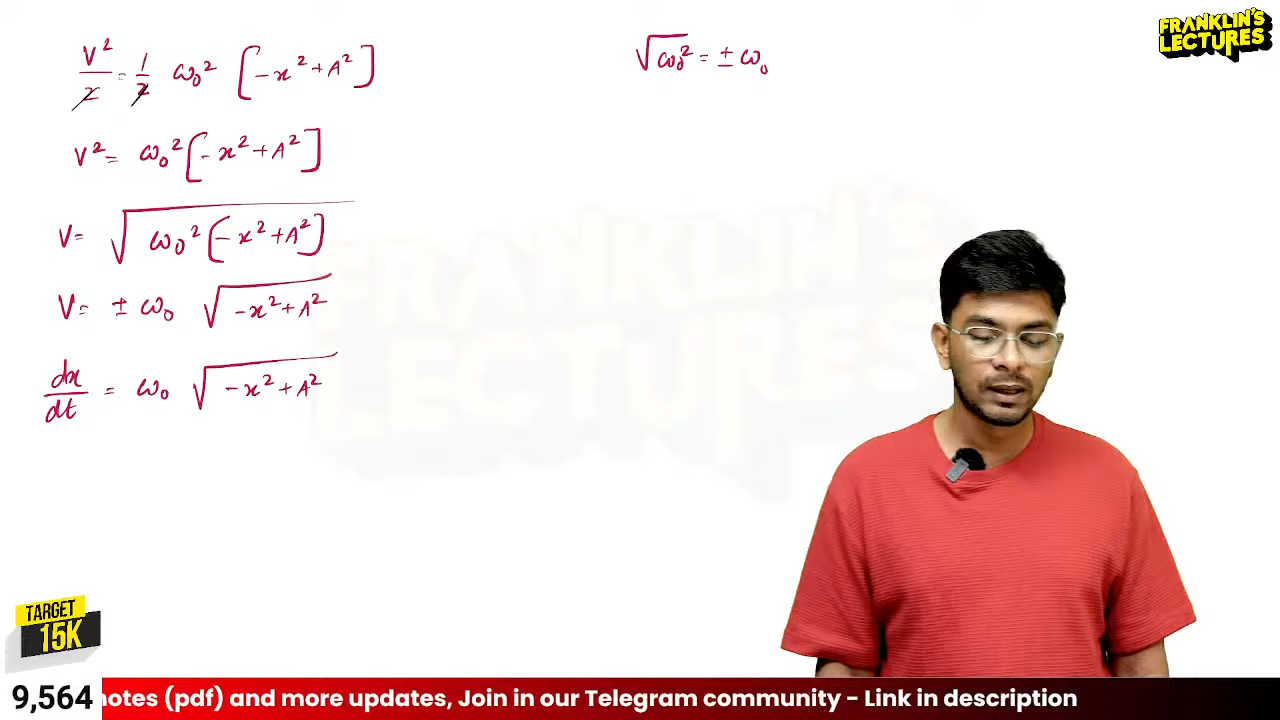 V²/2 = 1/2 ω₀² [-x² + A²]
V² = ω₀² [-x² + A²]
V = √(ω₀² [-x² + A²])
V = ± ω₀ √(-x² + A²)
dx/dt = ω₀ √(-x² + A²)
√ω₀² = ± ω₀
FRANKLIN'S
LECTURES
FRANKLIN'S
LECTURES
TARGET
15K
9,564
notes (pdf) and more updates, Join in our Telegram community - Link in description